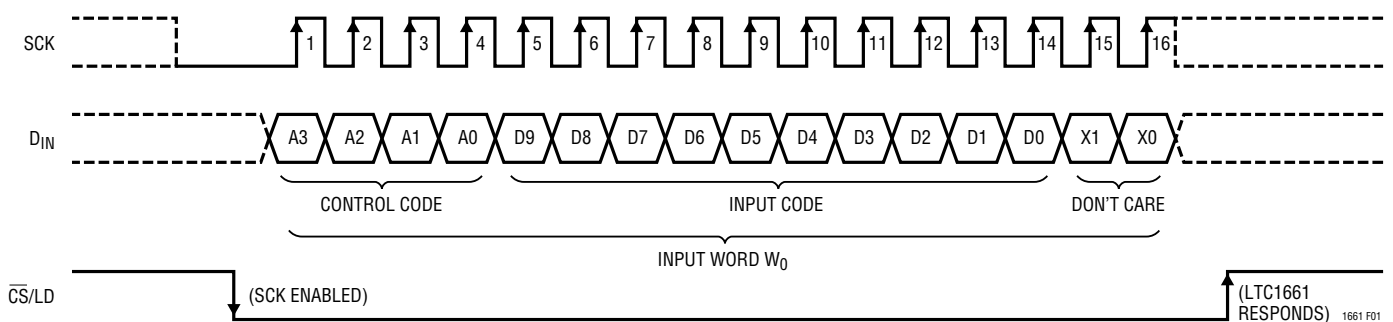 SCK
1 2 3 4 5 6 7 8 9 10 11 12 13 14 15 16
DIN
A3 A2 A1 A0 D9 D8 D7 D6 D5 D4 D3 D2 D1 D0 X1 X0
CONTROL CODE INPUT CODE DON'T CARE
INPUT WORD W0
CS/LD
(SCK ENABLED)
(LTC1661
RESPONDS)
1661 F01